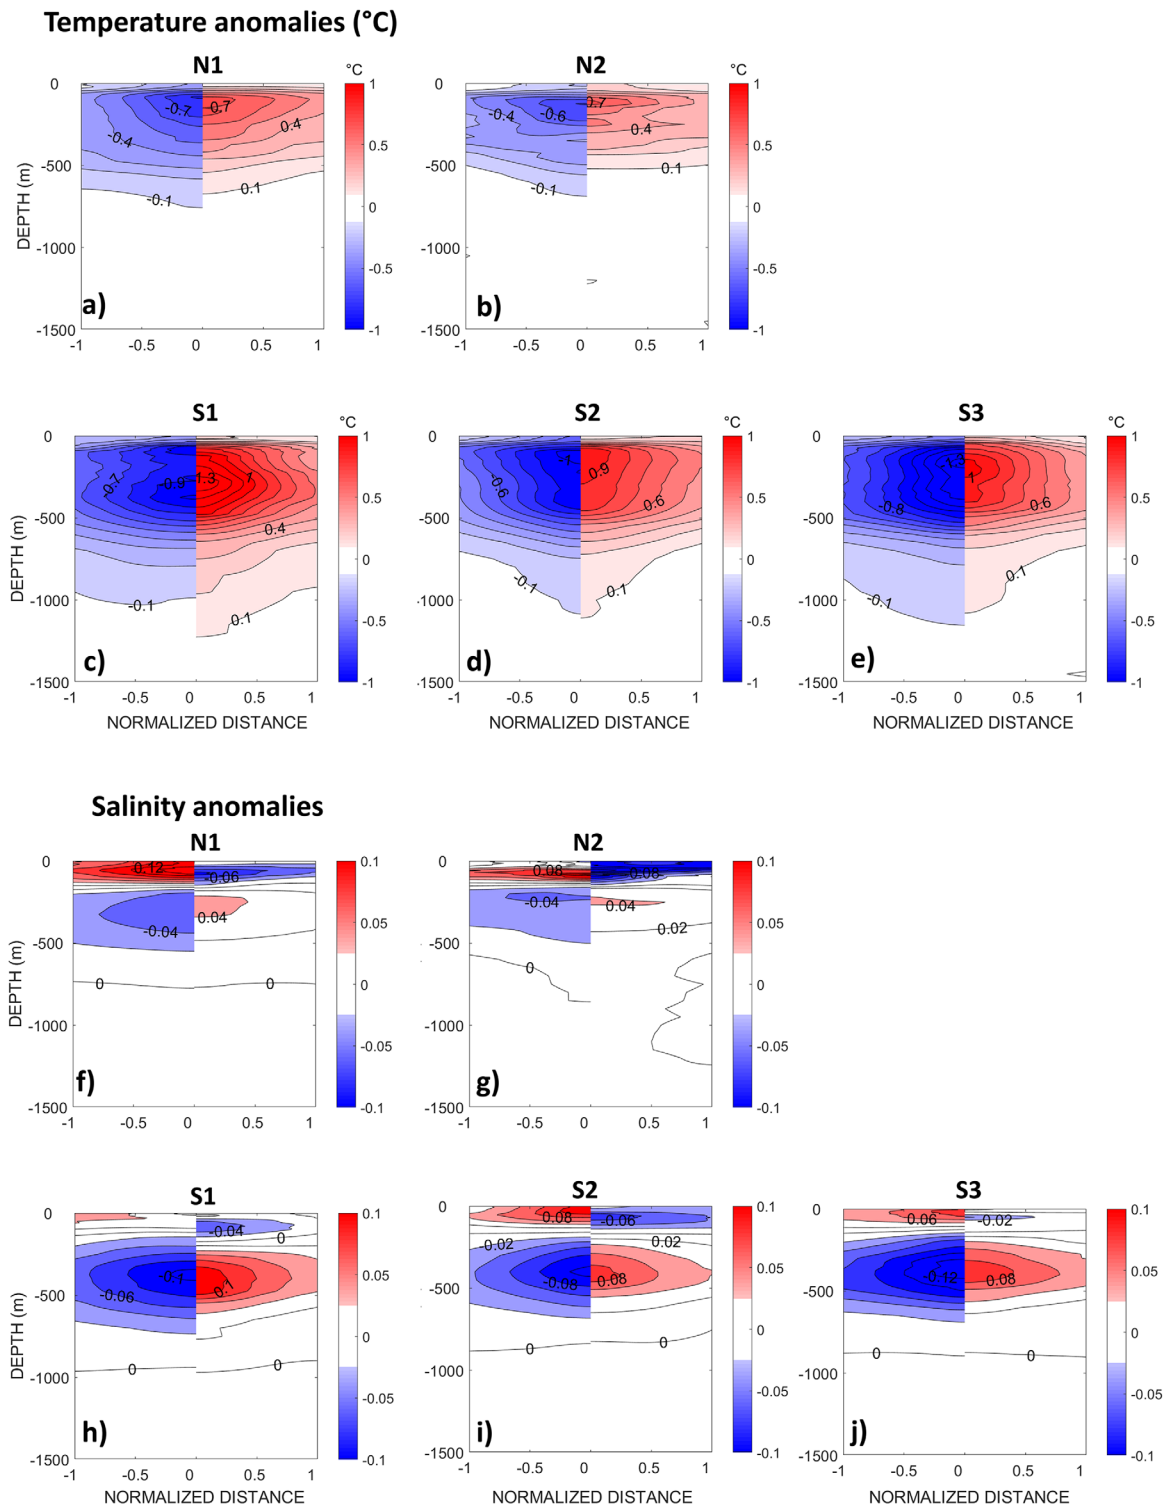 Temperature anomalies (°C)
N1 N2
°C °C
0 -500 -1000 -1500
DEPTH (m)
-0.7 0.7 -0.4 0.4 -0.1 0.1
a)
-1 -0.5 0 0.5 1
1 0.5 0 -0.5 -1
0 -500 -1000 -1500
-0.4 -0.6 0.7 0.4 -0.1 0.1
b)
-1 -0.5 0 0.5 1
1 0.5 0 -0.5 -1
S1 S2 S3
°C °C °C
0 -500 -1000 -1500
DEPTH (m)
-0.7 -0.9 1.3 1 0.4 -0.1 0.1
c)
-1 -0.5 0 0.5 1
NORMALIZED DISTANCE
1 0.5 0 -0.5 -1
0 -500 -1000 -1500
-1 0.9 -0.6 0.6 -0.1 0.1
d)
-1 -0.5 0 0.5 1
NORMALIZED DISTANCE
1 0.5 0 -0.5 -1
0 -500 -1000 -1500
-1.3 1 -0.8 0.6 -0.1 0.1
e)
-1 -0.5 0 0.5 1
NORMALIZED DISTANCE
1 0.5 0 -0.5 -1
Salinity anomalies
N1 N2
0 -500 -1000 -1500
DEPTH (m)
0.12 -0.06 0.04 -0.04 0 0
f)
-1 -0.5 0 0.5 1
0.1 0.05 0 -0.05 -0.1
0 -500 -1000 -1500
0.08 -0.08 -0.04 0.04 0.02 0
g)
-1 -0.5 0 0.5 1
0.1 0.05 0 -0.05 -0.1
S1 S2 S3
0 -500 -1000 -1500
DEPTH (m)
-0.04 0 -0.1 0.1 -0.06 0 0
h)
-1 -0.5 0 0.5 1
NORMALIZED DISTANCE
0.1 0.05 0 -0.05 -0.1
0 -500 -1000 -1500
0.08 -0.06 -0.02 0.02 -0.08 0.08 0 0
i)
-1 -0.5 0 0.5 1
NORMALIZED DISTANCE
0.1 0.05 0 -0.05 -0.1
0 -500 -1000 -1500
0.06 -0.02 -0.12 0.08 0 0
j)
-1 -0.5 0 0.5 1
NORMALIZED DISTANCE
0.1 0.05 0 -0.05 -0.1